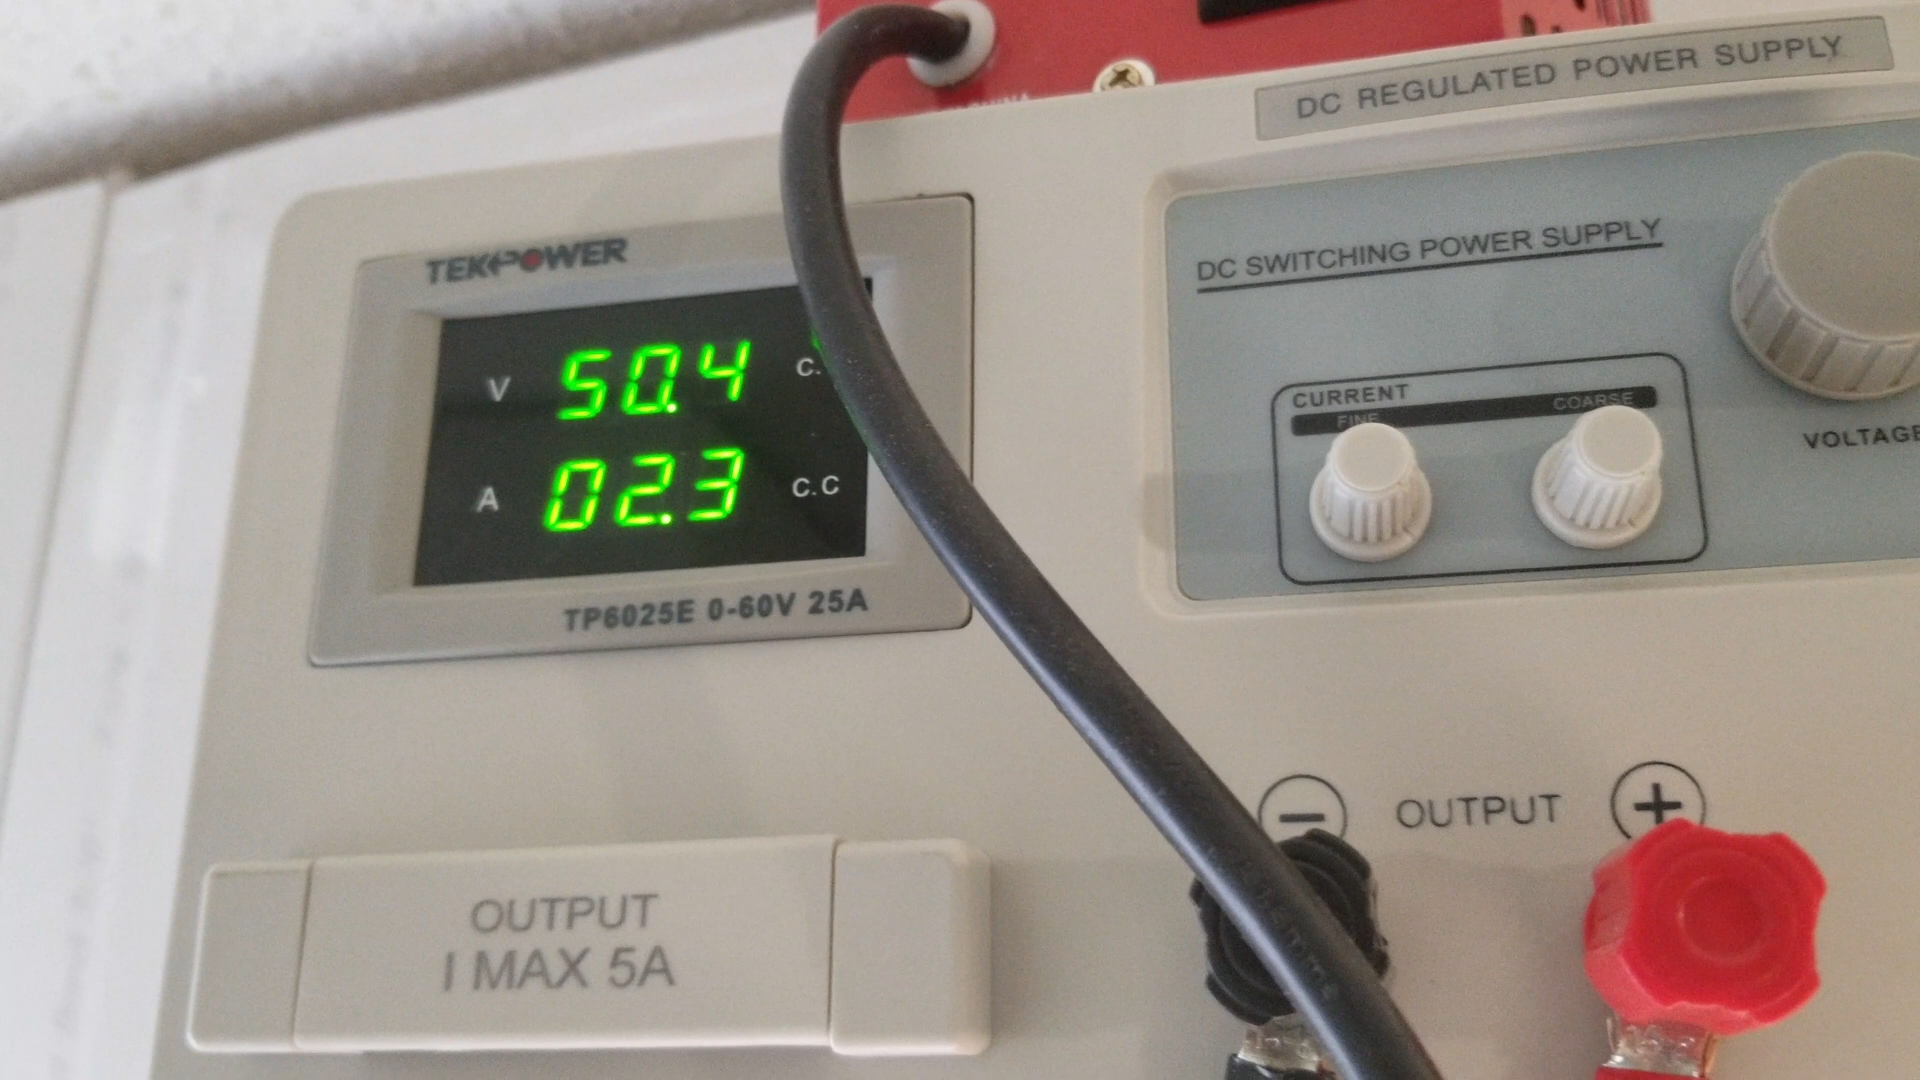 DC REGULATED POWER SUPPLY
TEKPOWER
DC SWITCHING POWER SUPPLY
V 50.4 C.
A 02.3 C.C
CURRENT
FINE COARSE
VOLTAGE
TP6025E 0-60V 25A
OUTPUT
OUTPUT
I MAX 5A